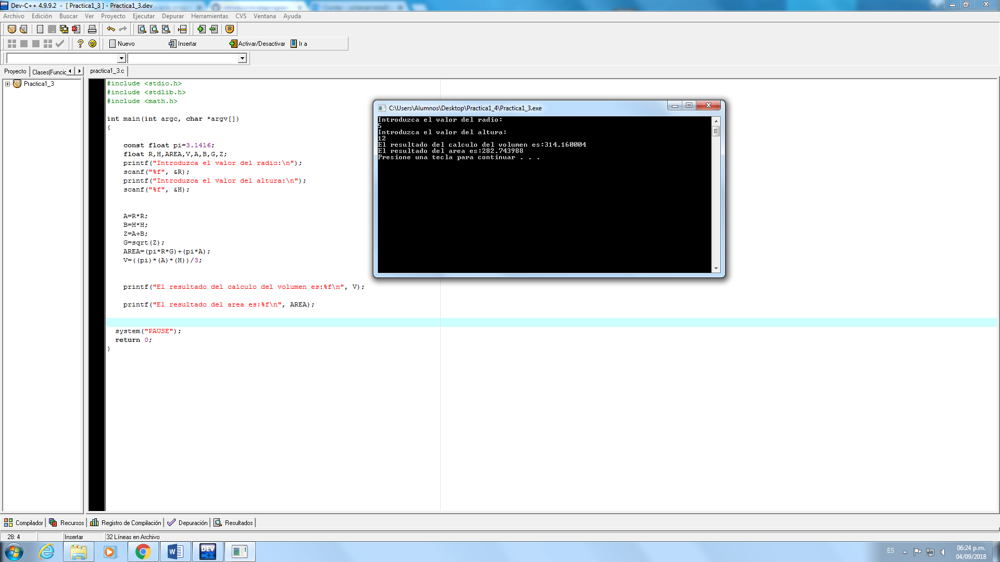 Dev-C++ 4.9.9.2 - [ Practica1_3 ] - Practica1_3.dev
Archivo Edición Buscar Ver Proyecto Ejecutar Depurar Herramientas CVS Ventana Ayuda
Nuevo Insertar Activar/Desactivar Ir a
Proyecto Clases(Funcic practica1_3.c
Practica1_3
#include <stdio.h>
#include <stdlib.h>
#include <math.h>
int main(int argc, char *argv[])
{
const float pi=3.1416;
float R,H,AREA,V,A,B,G,Z;
printf("Introduzca el valor del radio:\n");
scanf("%f", &R);
printf("Introduzca el valor del altura:\n");
scanf("%f", &H);
A=R*R;
B=H*H;
Z=A+B;
G=sqrt(Z);
AREA=(pi*R*G)+(pi*A);
V=((pi)*(A)*(H))/3;
printf("El resultado del calculo del volumen es:%f\n", V);
printf("El resultado del area es:%f\n", AREA);
system("PAUSE");
return 0;
}
C:\Users\Alumnos\Desktop\Practica1_4\Practica1_3.exe
Introduzca el valor del radio:
5
Introduzca el valor del altura:
12
El resultado del calculo del volumen es:314.160004
El resultado del area es:282.743988
Presione una tecla para continuar . . .
Compilador Recursos Registro de Compilación Depuración Resultados
28: 4 Insertar 32 Líneas en Archivo
DEV
C++
ES
06:24 p.m.
04/09/2018